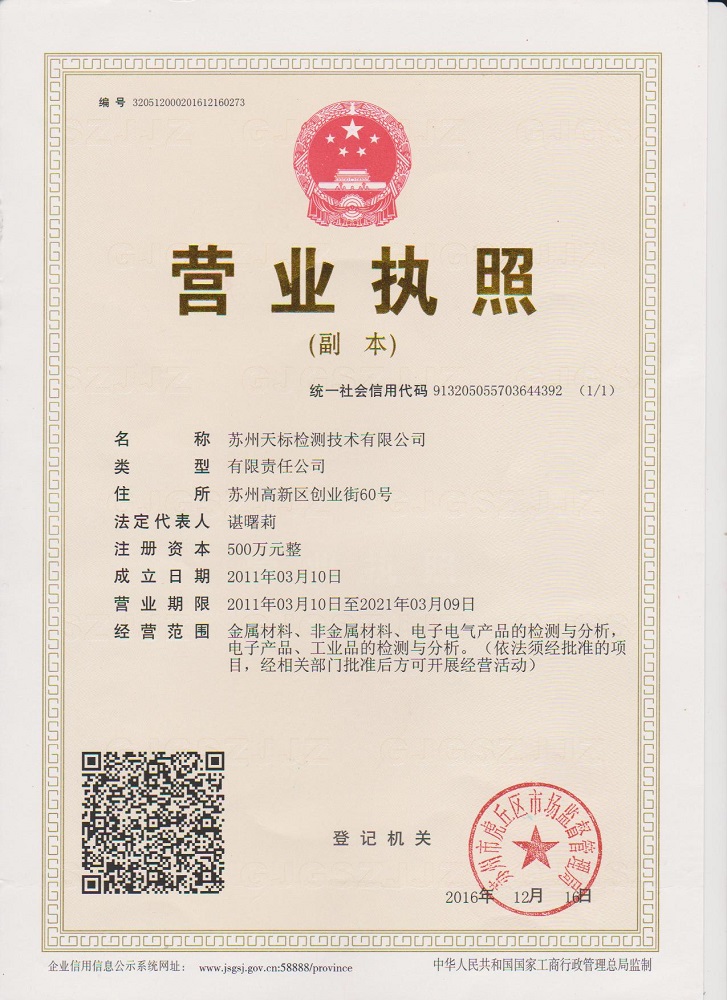 编 号 320512000201612160273
营业执照
(副 本)
统一社会信用代码 913205055703644392 （1/1）
名 称 苏州天标检测技术有限公司
类 型 有限责任公司
住 所 苏州高新区创业街60号
法定代表人 谌曙莉
注 册 资 本 500万元整
成 立 日 期 2011年03月10日
营 业 期 限 2011年03月10日至2021年03月09日
经 营 范 围 金属材料、非金属材料、电子电气产品的检测与分析，
电子产品、工业品的检测与分析。（依法须经批准的项
目，经相关部门批准后方可开展经营活动）
苏州市虎丘区市场监督管理局
登 记 机 关
2016年 12月 16日
企业信用信息公示系统网址： www.jsgsj.gov.cn:58888/province
中华人民共和国国家工商行政管理总局监制